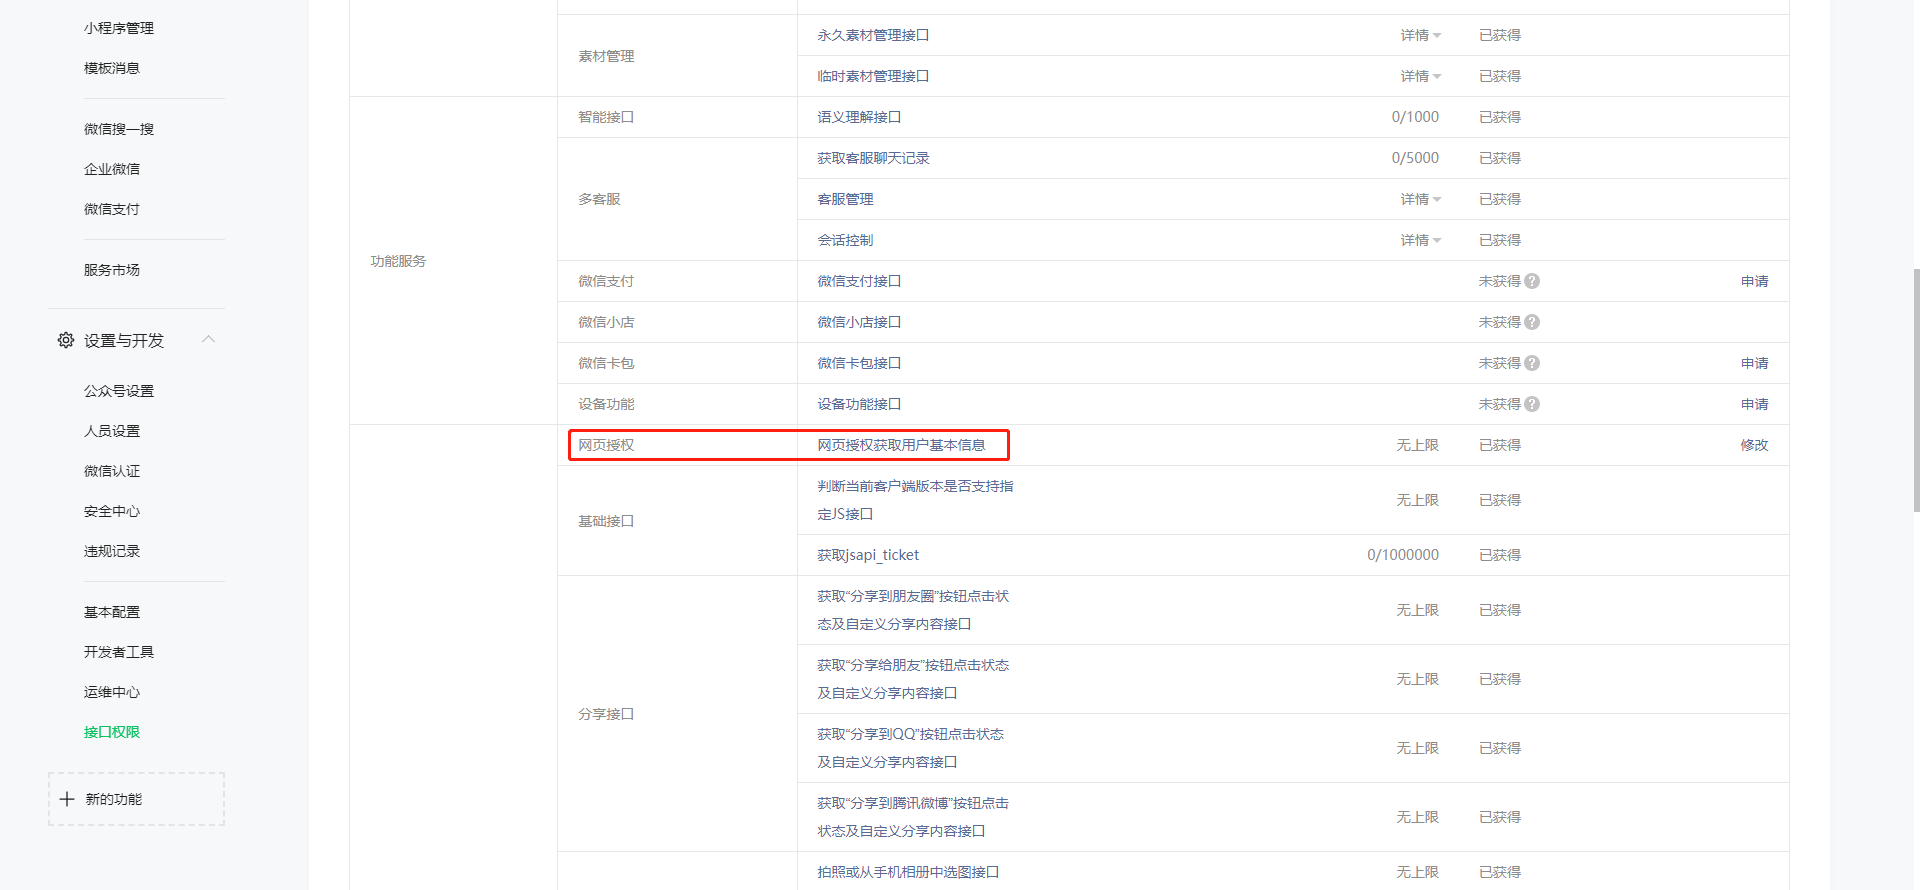 小程序管理
模板消息
微信搜一搜
企业微信
微信支付
服务市场
设置与开发
公众号设置
人员设置
微信认证
安全中心
违规记录
基本配置
开发者工具
运维中心
接口权限
新的功能
素材管理
永久素材管理接口 详情 已获得
临时素材管理接口 详情 已获得
功能服务
智能接口 语义理解接口 0/1000 已获得
多客服
获取客服聊天记录 0/5000 已获得
客服管理 详情 已获得
会话控制 详情 已获得
微信支付 微信支付接口 未获得 ? 申请
微信小店 微信小店接口 未获得 ?
微信卡包 微信卡包接口 未获得 ? 申请
设备功能 设备功能接口 未获得 ? 申请
网页授权 网页授权获取用户基本信息 无上限 已获得 修改
基础接口
判断当前客户端版本是否支持指
定JS接口 无上限 已获得
获取jsapi_ticket 0/1000000 已获得
分享接口
获取“分享到朋友圈”按钮点击状
态及自定义分享内容接口 无上限 已获得
获取“分享给朋友”按钮点击状态
及自定义分享内容接口 无上限 已获得
获取“分享到QQ”按钮点击状态
及自定义分享内容接口 无上限 已获得
获取“分享到腾讯微博”按钮点击
状态及自定义分享内容接口 无上限 已获得
拍照或从手机相册中选图接口 无上限 已获得